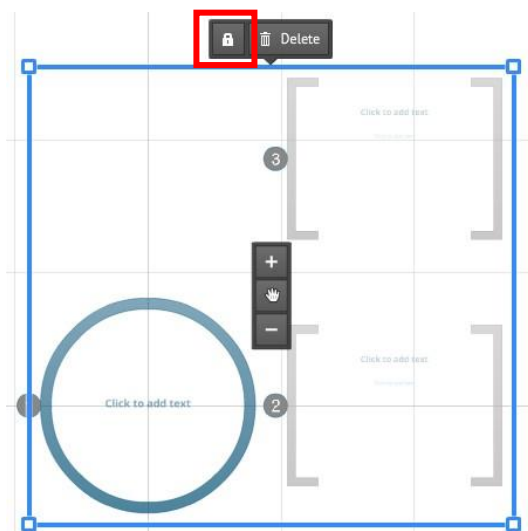 Delete
Click to add text
3
+
−
Click to add text
Click to add text
2